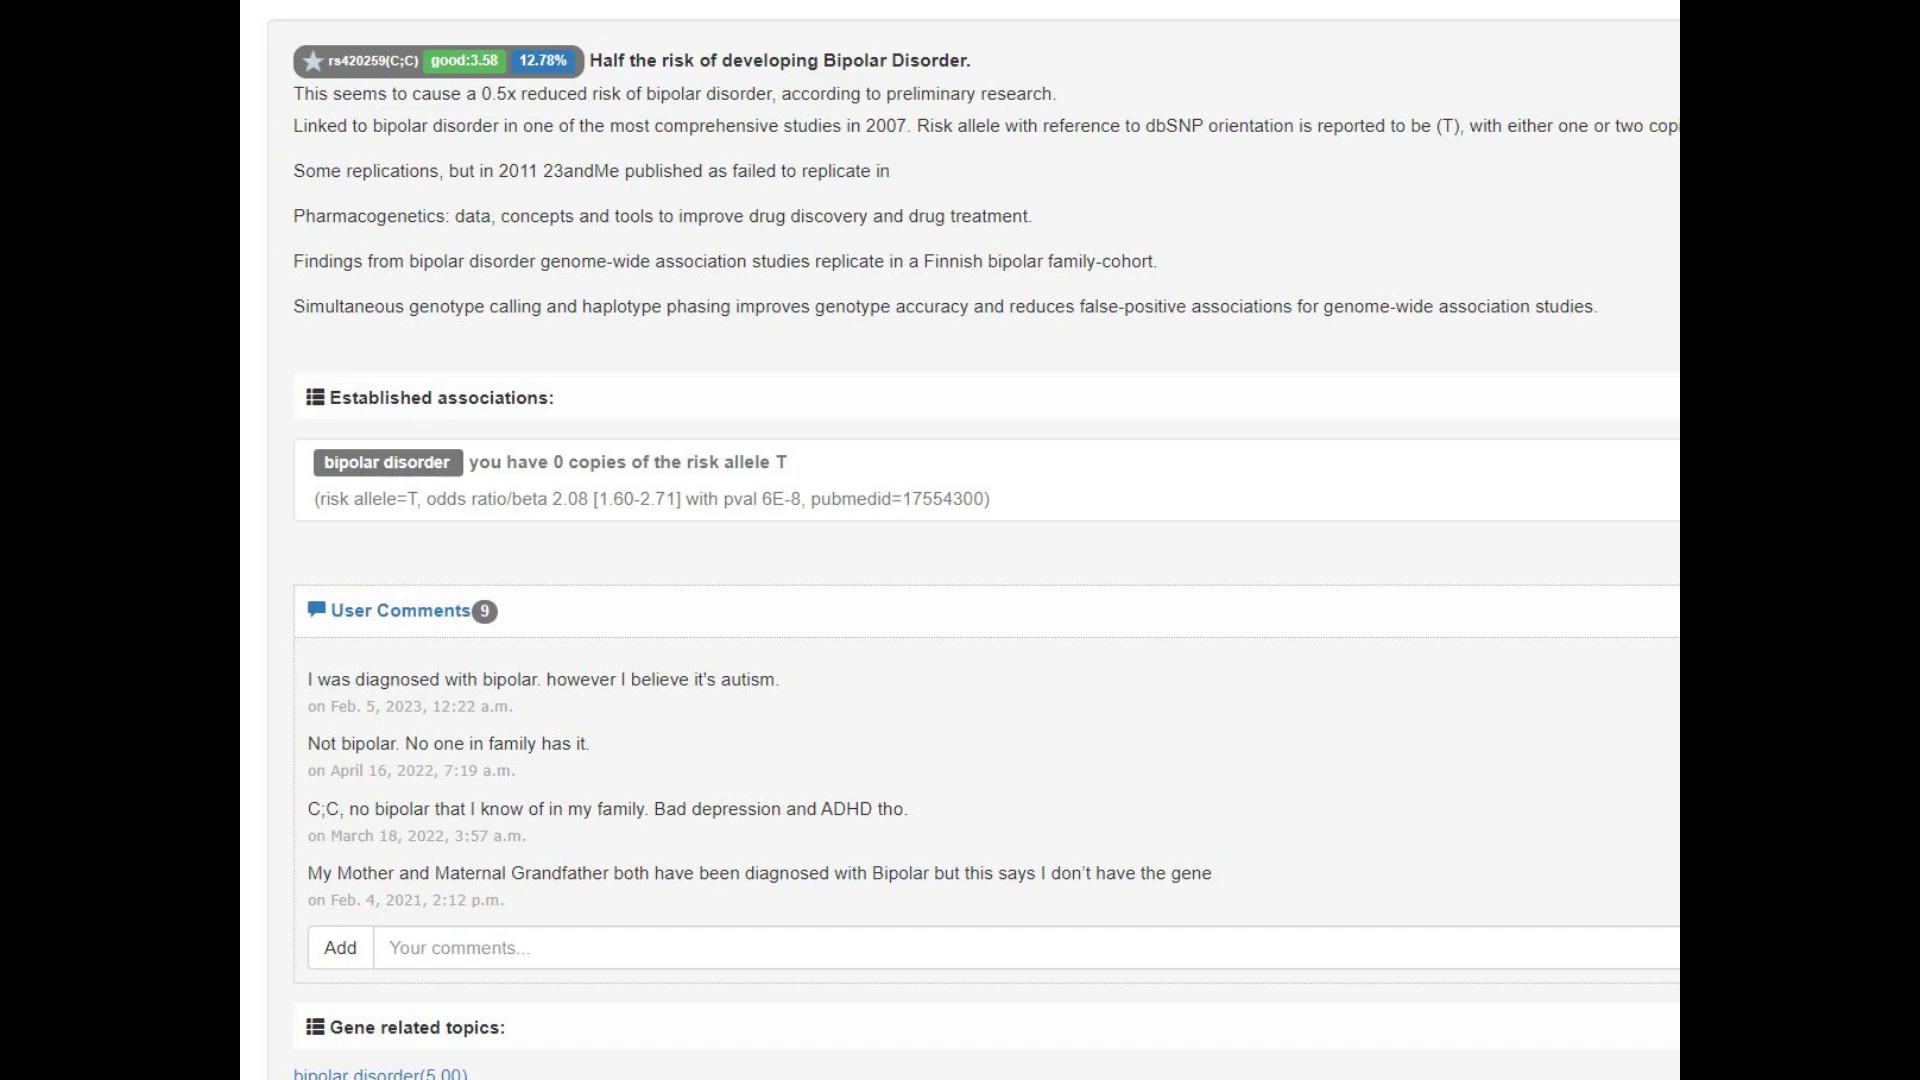 rs420259(C;C) good:3.58 12.78% Half the risk of developing Bipolar Disorder.
This seems to cause a 0.5x reduced risk of bipolar disorder, according to preliminary research.
Linked to bipolar disorder in one of the most comprehensive studies in 2007. Risk allele with reference to dbSNP orientation is reported to be (T), with either one or two
Some replications, but in 2011 23andMe published as failed to replicate in
Pharmacogenetics: data, concepts and tools to improve drug discovery and drug treatment.
Findings from bipolar disorder genome-wide association studies replicate in a Finnish bipolar family-cohort.
Simultaneous genotype calling and haplotype phasing improves genotype accuracy and reduces false-positive associations for genome-wide association studies.
Established associations:
bipolar disorder you have 0 copies of the risk allele T
(risk allele=T, odds ratio/beta 2.08 [1.60-2.71] with pval 6E-8, pubmedid=17554300)
User Comments 9
I was diagnosed with bipolar. however I believe it's autism.
on Feb. 5, 2023, 12:22 a.m.
Not bipolar. No one in family has it.
on April 16, 2022, 7:19 a.m.
C;C, no bipolar that I know of in my family. Bad depression and ADHD tho.
on March 18, 2022, 3:57 a.m.
My Mother and Maternal Grandfather both have been diagnosed with Bipolar but this says I don’t have the gene
on Feb. 4, 2021, 2:12 p.m.
Add Your comments...
Gene related topics:
bipolar disorder(5.00)